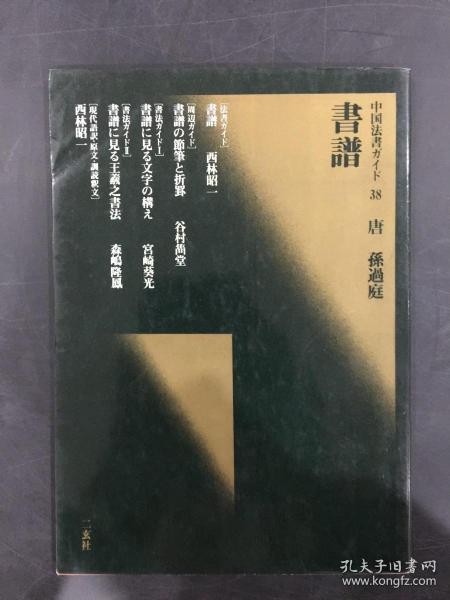 中国法書ガイド 38 唐 孫過庭
書譜
[法書ガイド]
書譜 西林昭一
[周辺ガイド]
書譜の節筆と折罫 谷村憙堂
[書法ガイドⅠ]
書譜に見る文字の構え 宮崎葵光
[書法ガイドⅡ]
書譜に見る王羲之書法 森嶋隆鳳
[現代語訳・原文・訓読釈文]
西林昭一
二玄社
孔夫子旧書网
www.kongfz.com